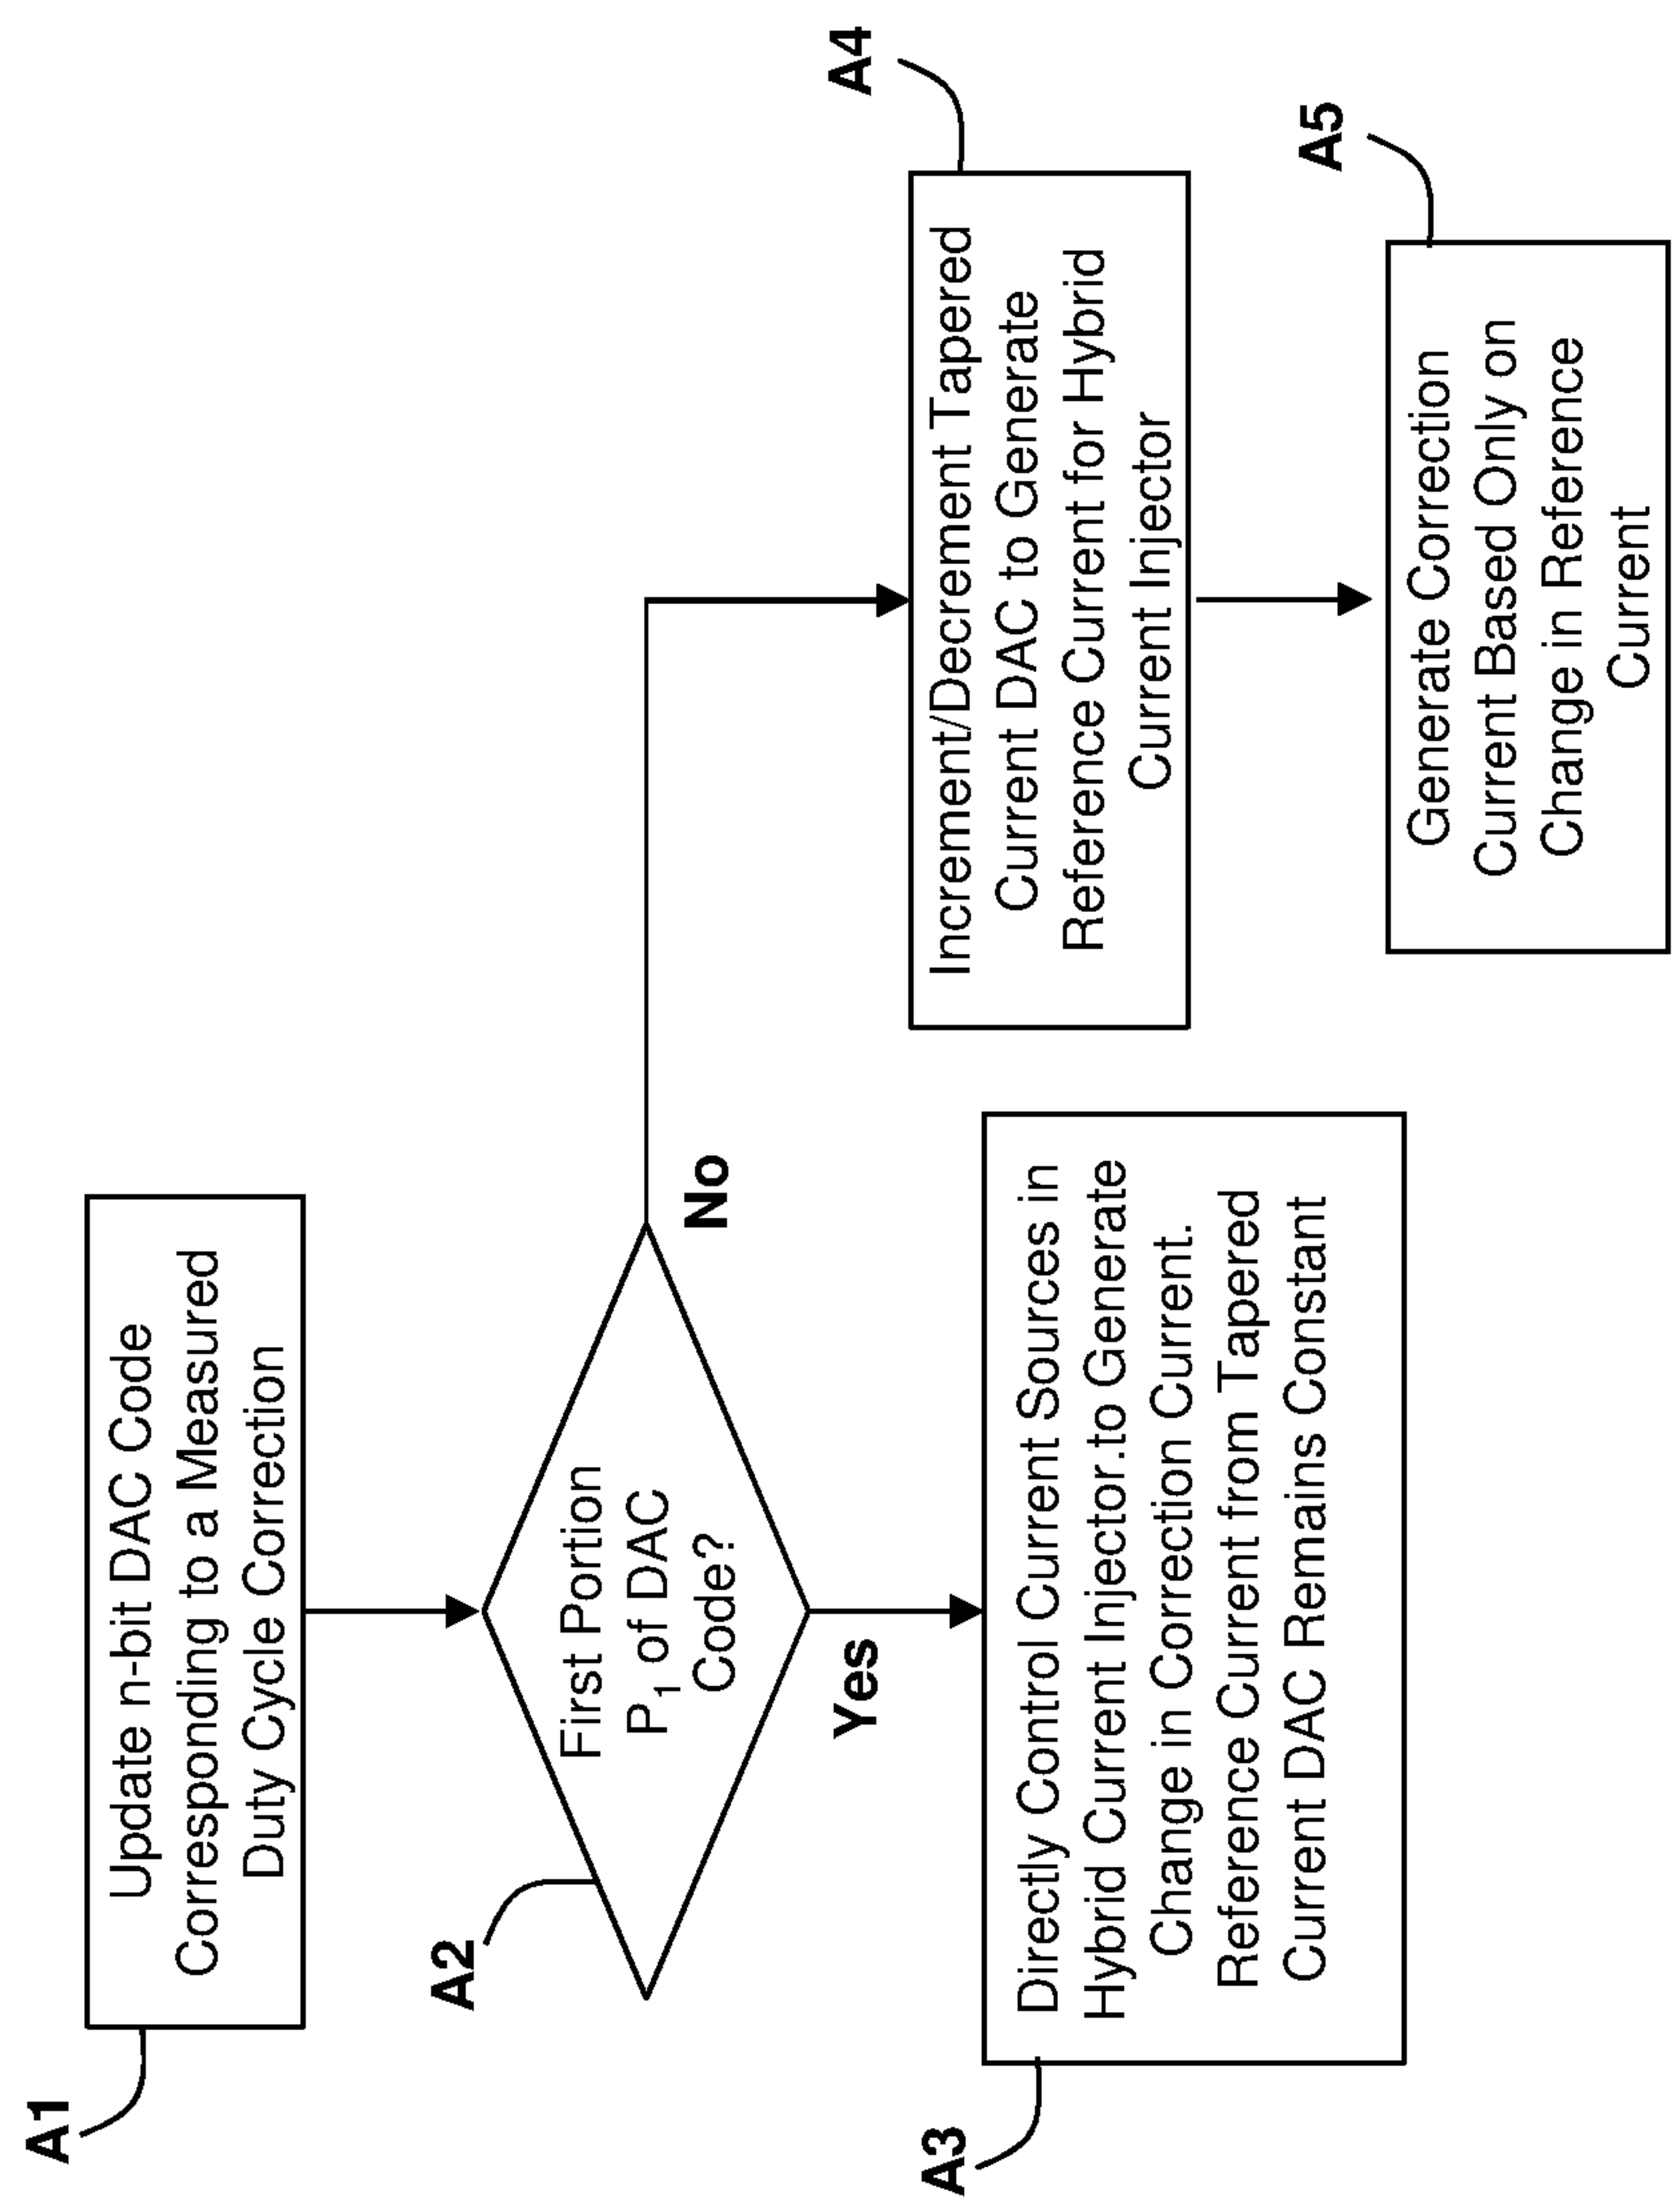 A1
Update n-bit DAC Code
Corresponding to a Measured
Duty Cycle Correction
A2
First Portion
P₁ of DAC
Code?
Yes
No
A3
Directly Control Current Sources in
Hybrid Current Injector.to Generate
Change in Correction Current.
Reference Current from Tapered
Current DAC Remains Constant
A4
Increment/Decrement Tapered
Current DAC to Generate
Reference Current for Hybrid
Current Injector
A5
Generate Correction
Current Based Only on
Change in Reference
Current